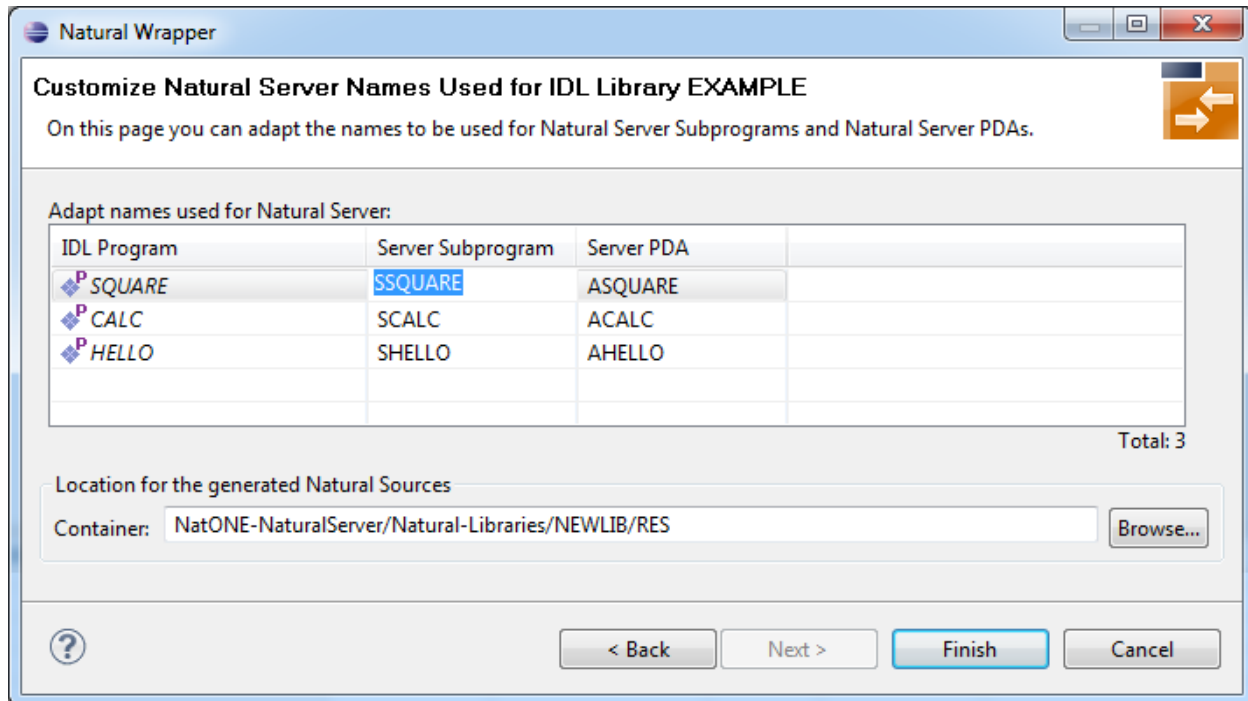 Natural Wrapper
Customize Natural Server Names Used for IDL Library EXAMPLE
On this page you can adapt the names to be used for Natural Server Subprograms and Natural Server PDAs.
Adapt names used for Natural Server:
IDL Program Server Subprogram Server PDA
P SQUARE SSQUARE ASQUARE
P CALC SCALC ACALC
P HELLO SHELLO AHELLO
Total: 3
Location for the generated Natural Sources
Container: NatONE-NaturalServer/Natural-Libraries/NEWLIB/RES Browse...
? < Back Next > Finish Cancel